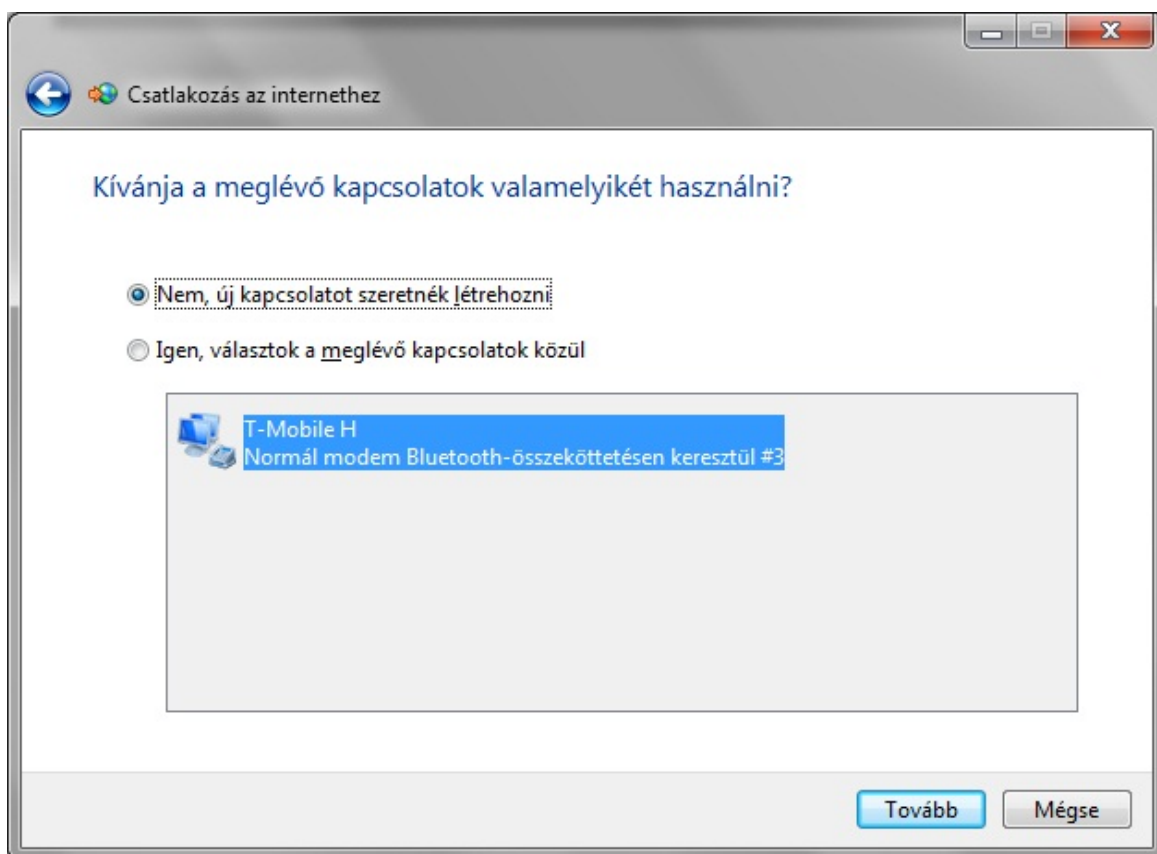 Csatlakozás az internethez
Kívánja a meglévő kapcsolatok valamelyikét használni?
Nem, új kapcsolatot szeretnék létrehozni
Igen, választok a meglévő kapcsolatok közül
T-Mobile H
Normál modem Bluetooth-összeköttetésen keresztül #3
Tovább
Mégse